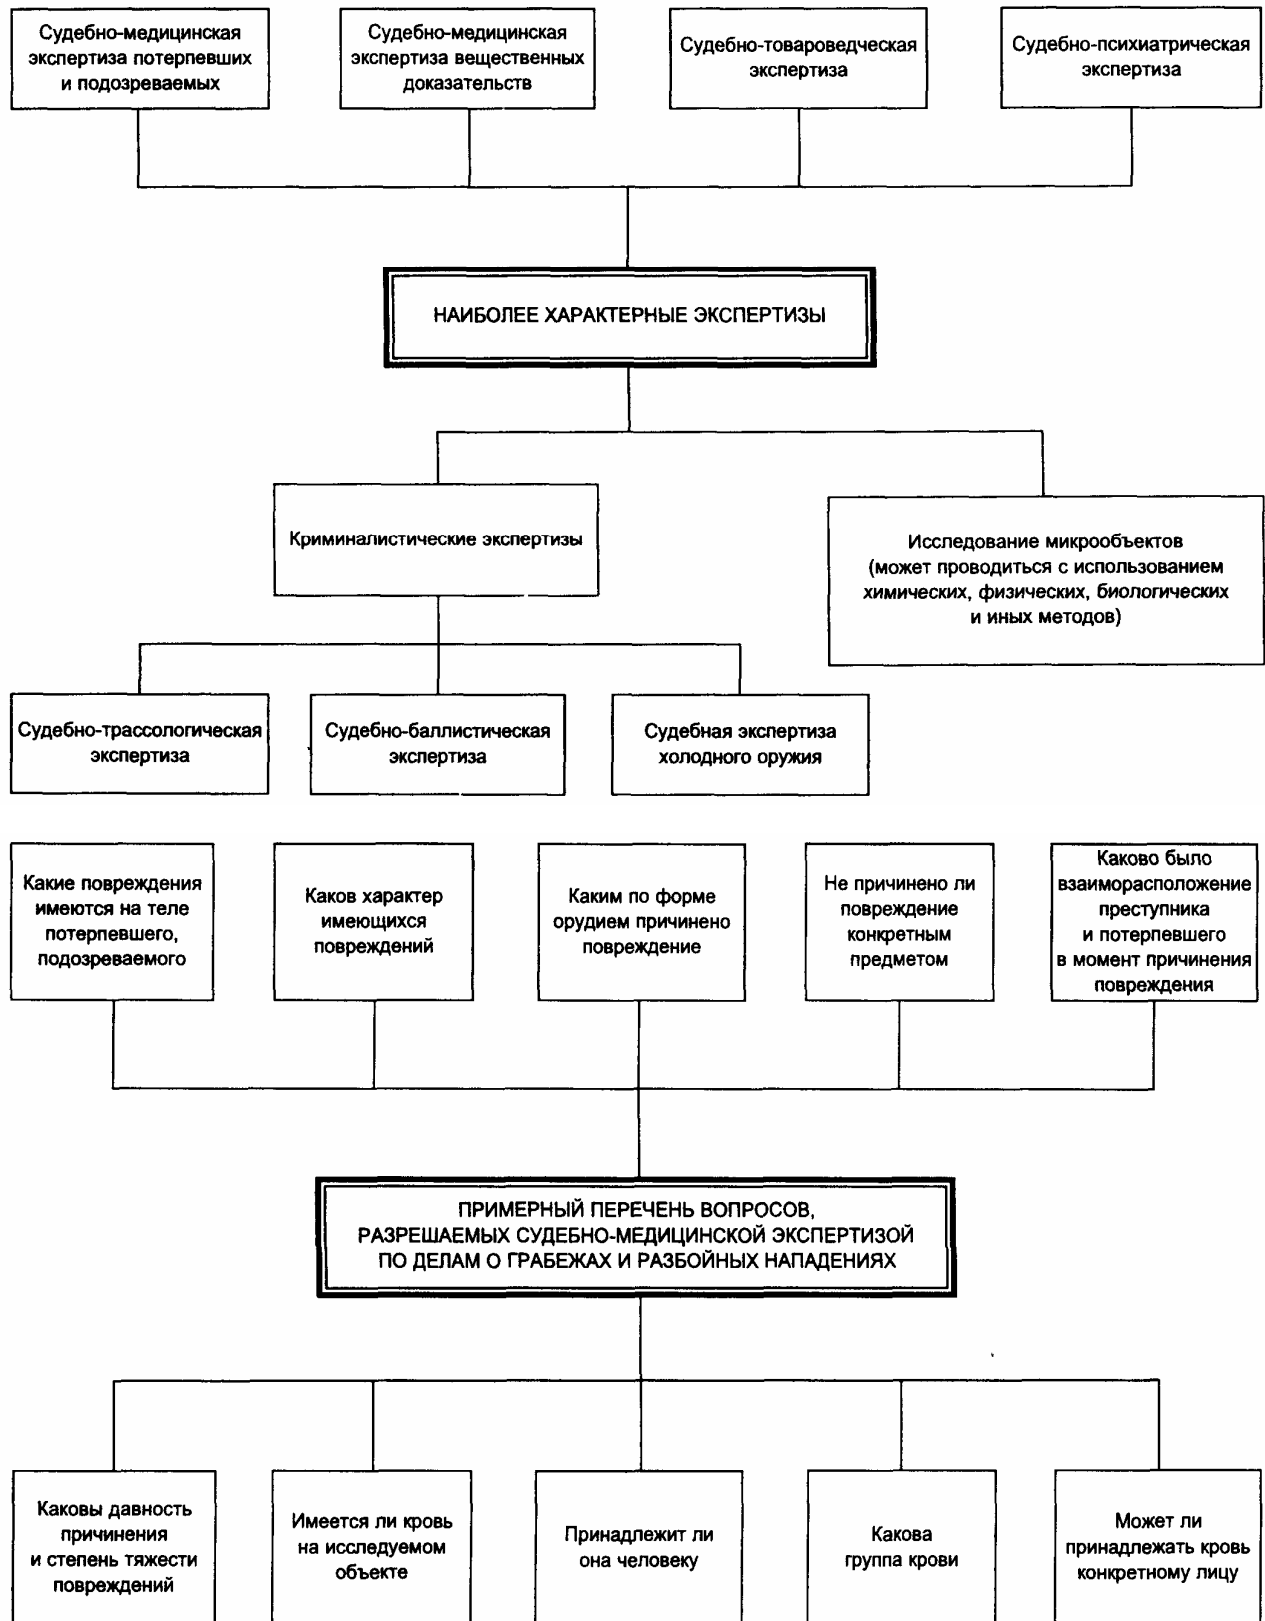 Судебно-медицинская
экспертиза потерпевших
и подозреваемых
Судебно-медицинская
экспертиза вещественных
доказательств
Судебно-товароведческая
экспертиза
Судебно-психиатрическая
экспертиза
НАИБОЛЕЕ ХАРАКТЕРНЫЕ ЭКСПЕРТИЗЫ
Криминалистические экспертизы
Исследование микрообъектов
(может проводиться с использованием
химических, физических, биологических
и иных методов)
Судебно-трассологическая
экспертиза
Судебно-баллистическая
экспертиза
Судебная экспертиза
холодного оружия
Какие повреждения
имеются на теле
потерпевшего,
подозреваемого
Каков характер
имеющихся
повреждений
Каким по форме
орудием причинено
повреждение
Не причинено ли
повреждение
конкретным
предметом
Каково было
взаиморасположение
преступника
и потерпевшего
в момент причинения
повреждения
ПРИМЕРНЫЙ ПЕРЕЧЕНЬ ВОПРОСОВ,
РАЗРЕШАЕМЫХ СУДЕБНО-МЕДИЦИНСКОЙ ЭКСПЕРТИЗОЙ
ПО ДЕЛАМ О ГРАБЕЖАХ И РАЗБОЙНЫХ НАПАДЕНИЯХ
Каковы давность
причинения
и степень тяжести
повреждений
Имеется ли кровь
на исследуемом
объекте
Принадлежит ли
она человеку
Какова
группа крови
Может ли
принадлежать кровь
конкретному лицу